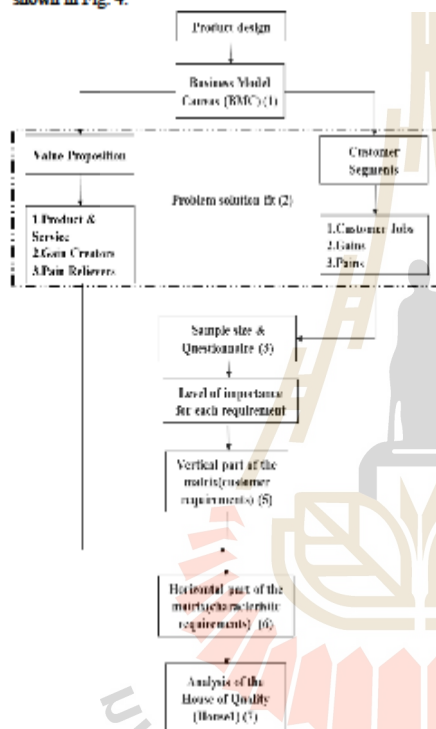 shown in Fig. 4.
Product design
Business Model
Canvas (BMC) (1)
Value Proposition
Customer
Segments
Problem solution fit (2)
1.Product &
Service
2.Gain Creators
3.Pain Relievers
1.Customer Jobs
2.Gains
3.Pains
Sample size &
Questionnaire (3)
Level of importance
for each requirement
Vertical part of the
matrix(customer
requirements) (5)
Horizontal part of the
matrix(characteristic
requirements) (6)
Analysis of the
House of Quality
(House1) (7)